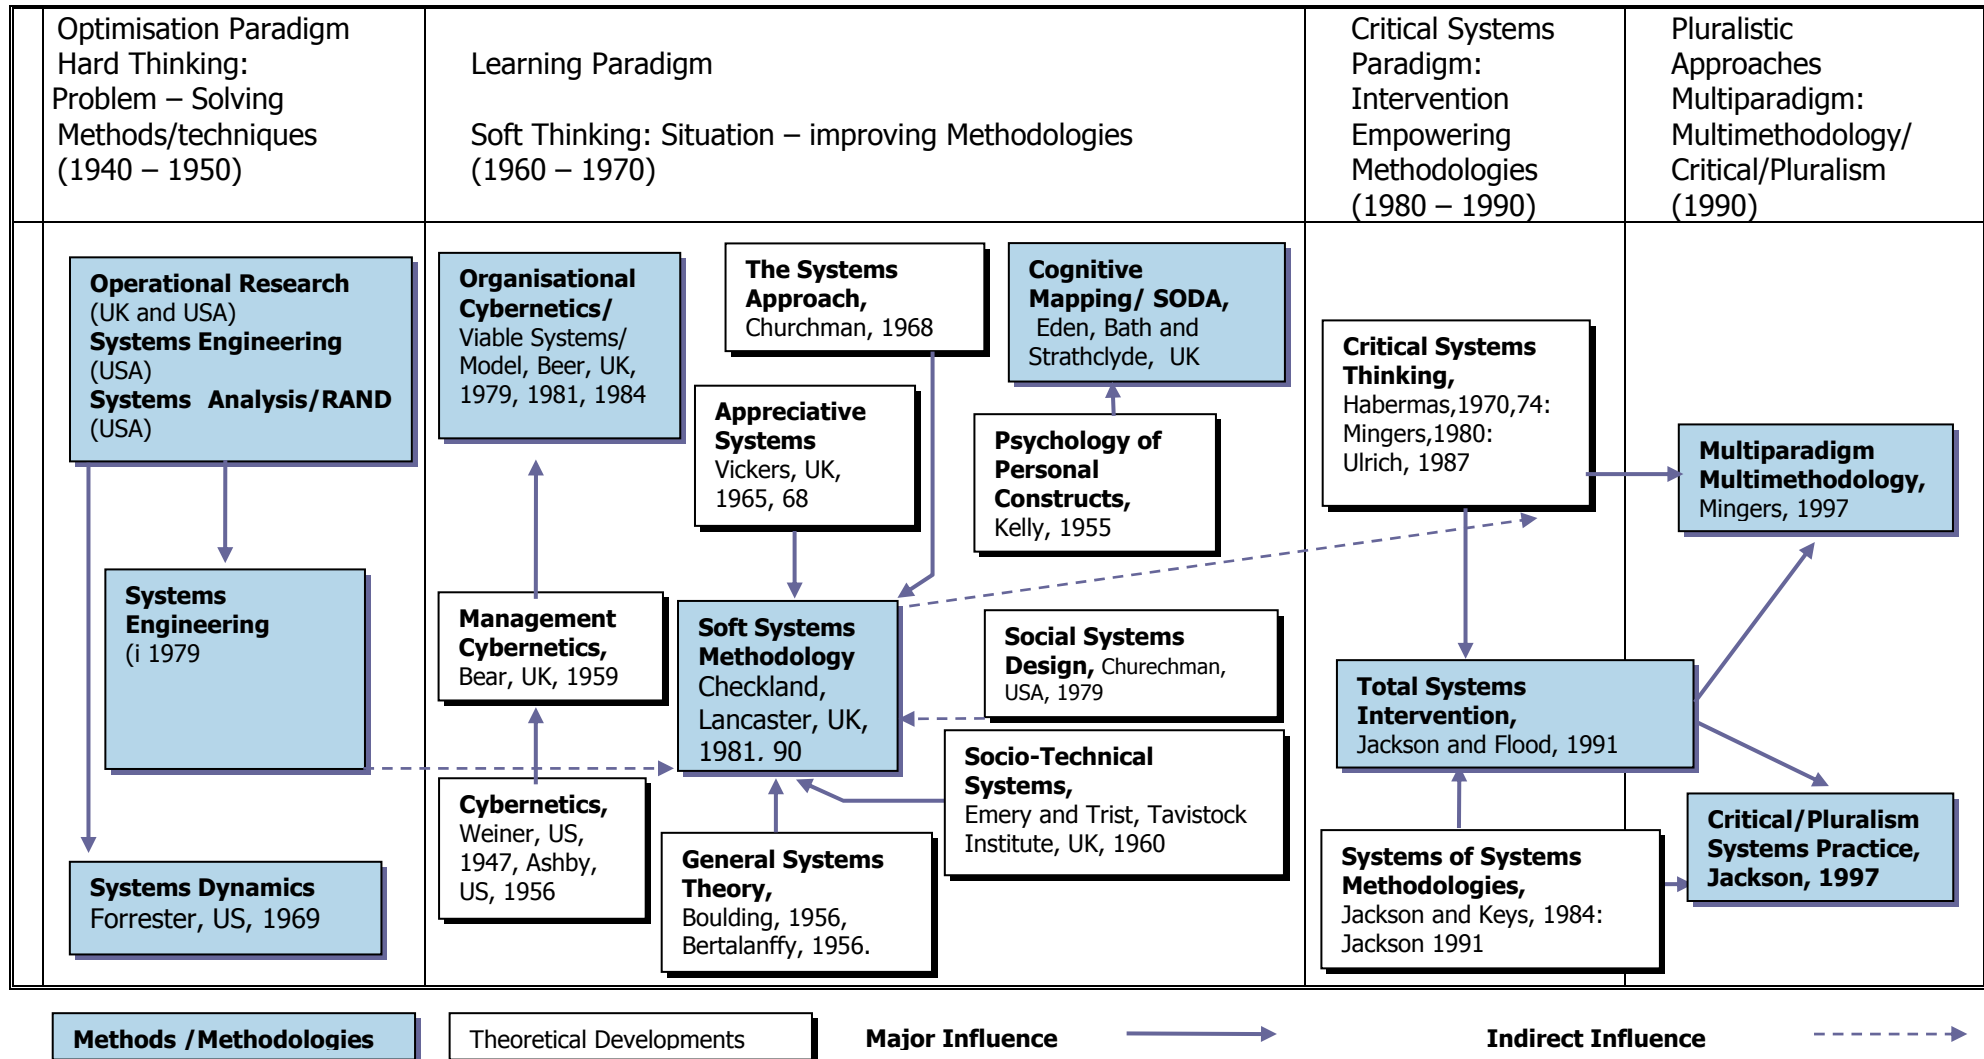 Optimisation Paradigm
Hard Thinking:
Problem – Solving
Methods/techniques
(1940 – 1950)
Learning Paradigm
Soft Thinking: Situation – improving Methodologies
(1960 – 1970)
Critical Systems
Paradigm:
Intervention
Empowering
Methodologies
(1980 – 1990)
Pluralistic
Approaches
Multiparadigm:
Multimethodology/
Critical/Pluralism
(1990)
Operational Research
(UK and USA)
Systems Engineering
(USA)
Systems Analysis/RAND
(USA)
Systems
Engineering
(i 1979
Systems Dynamics
Forrester, US, 1969
Organisational
Cybernetics/
Viable Systems/
Model, Beer, UK,
1979, 1981, 1984
Management
Cybernetics,
Bear, UK, 1959
Cybernetics,
Weiner, US,
1947, Ashby,
US, 1956
The Systems
Approach,
Churchman, 1968
Appreciative
Systems
Vickers, UK,
1965, 68
Soft Systems
Methodology
Checkland,
Lancaster, UK,
1981, 90
General Systems
Theory,
Boulding, 1956,
Bertalanffy, 1956.
Cognitive
Mapping/ SODA,
Eden, Bath and
Strathclyde, UK
Psychology of
Personal
Constructs,
Kelly, 1955
Social Systems
Design, Churechman,
USA, 1979
Socio-Technical
Systems,
Emery and Trist, Tavistock
Institute, UK, 1960
Critical Systems
Thinking,
Habermas,1970,74:
Mingers,1980:
Ulrich, 1987
Total Systems
Intervention,
Jackson and Flood, 1991
Systems of Systems
Methodologies,
Jackson and Keys, 1984:
Jackson 1991
Multiparadigm
Multimethodology,
Mingers, 1997
Critical/Pluralism
Systems Practice,
Jackson, 1997
Methods /Methodologies
Theoretical Developments
Major Influence
Indirect Influence